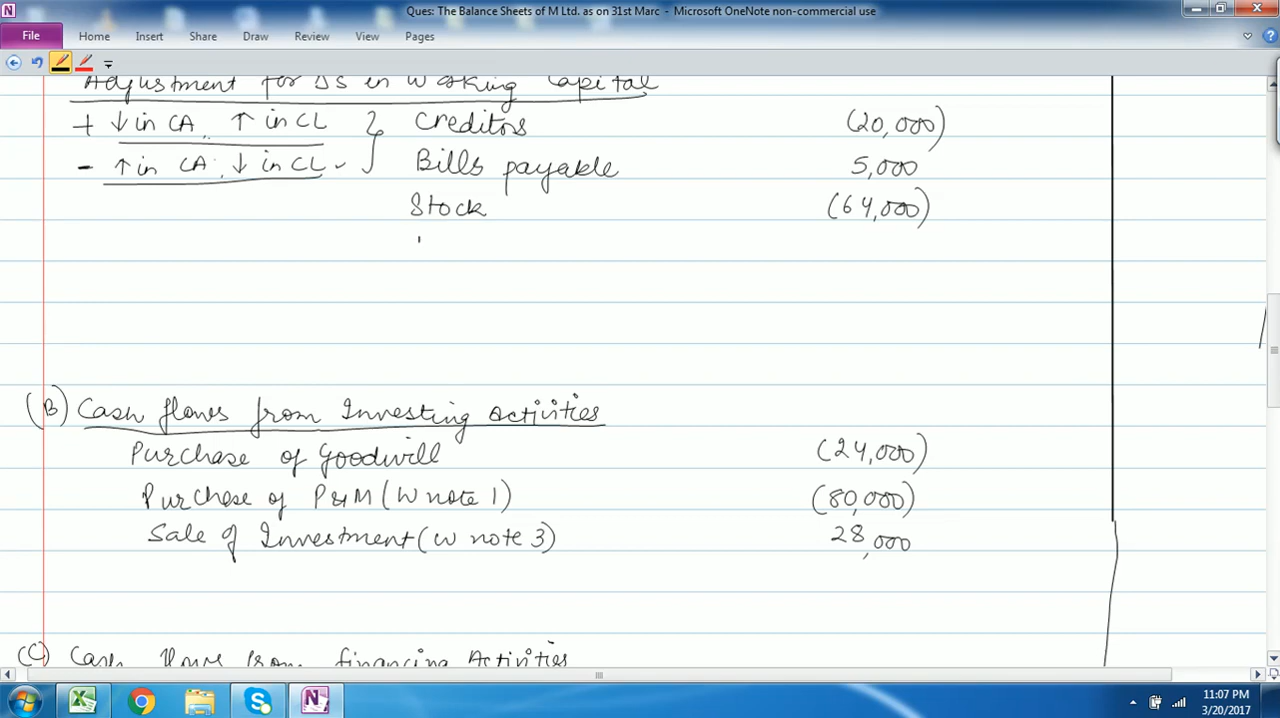 Ques: The Balance Sheets of M Ltd. as on 31st Marc - Microsoft OneNote non-commercial use
File Home Insert Share Draw Review View Pages
Adjustment for Δs in Working Capital
+ ↓ in CA, ↑ in CL Creditors (20,000)
- ↑ in CA, ↓ in CL Bills payable 5,000
Stock (64,000)
(B) Cash flows from Investing Activities
Purchase of Goodwill (24,000)
Purchase of P&M (W note 1) (80,000)
Sale of Investment (W note 3) 28,000
(C) Cash flows from financing Activities
11:07 PM
3/20/2017